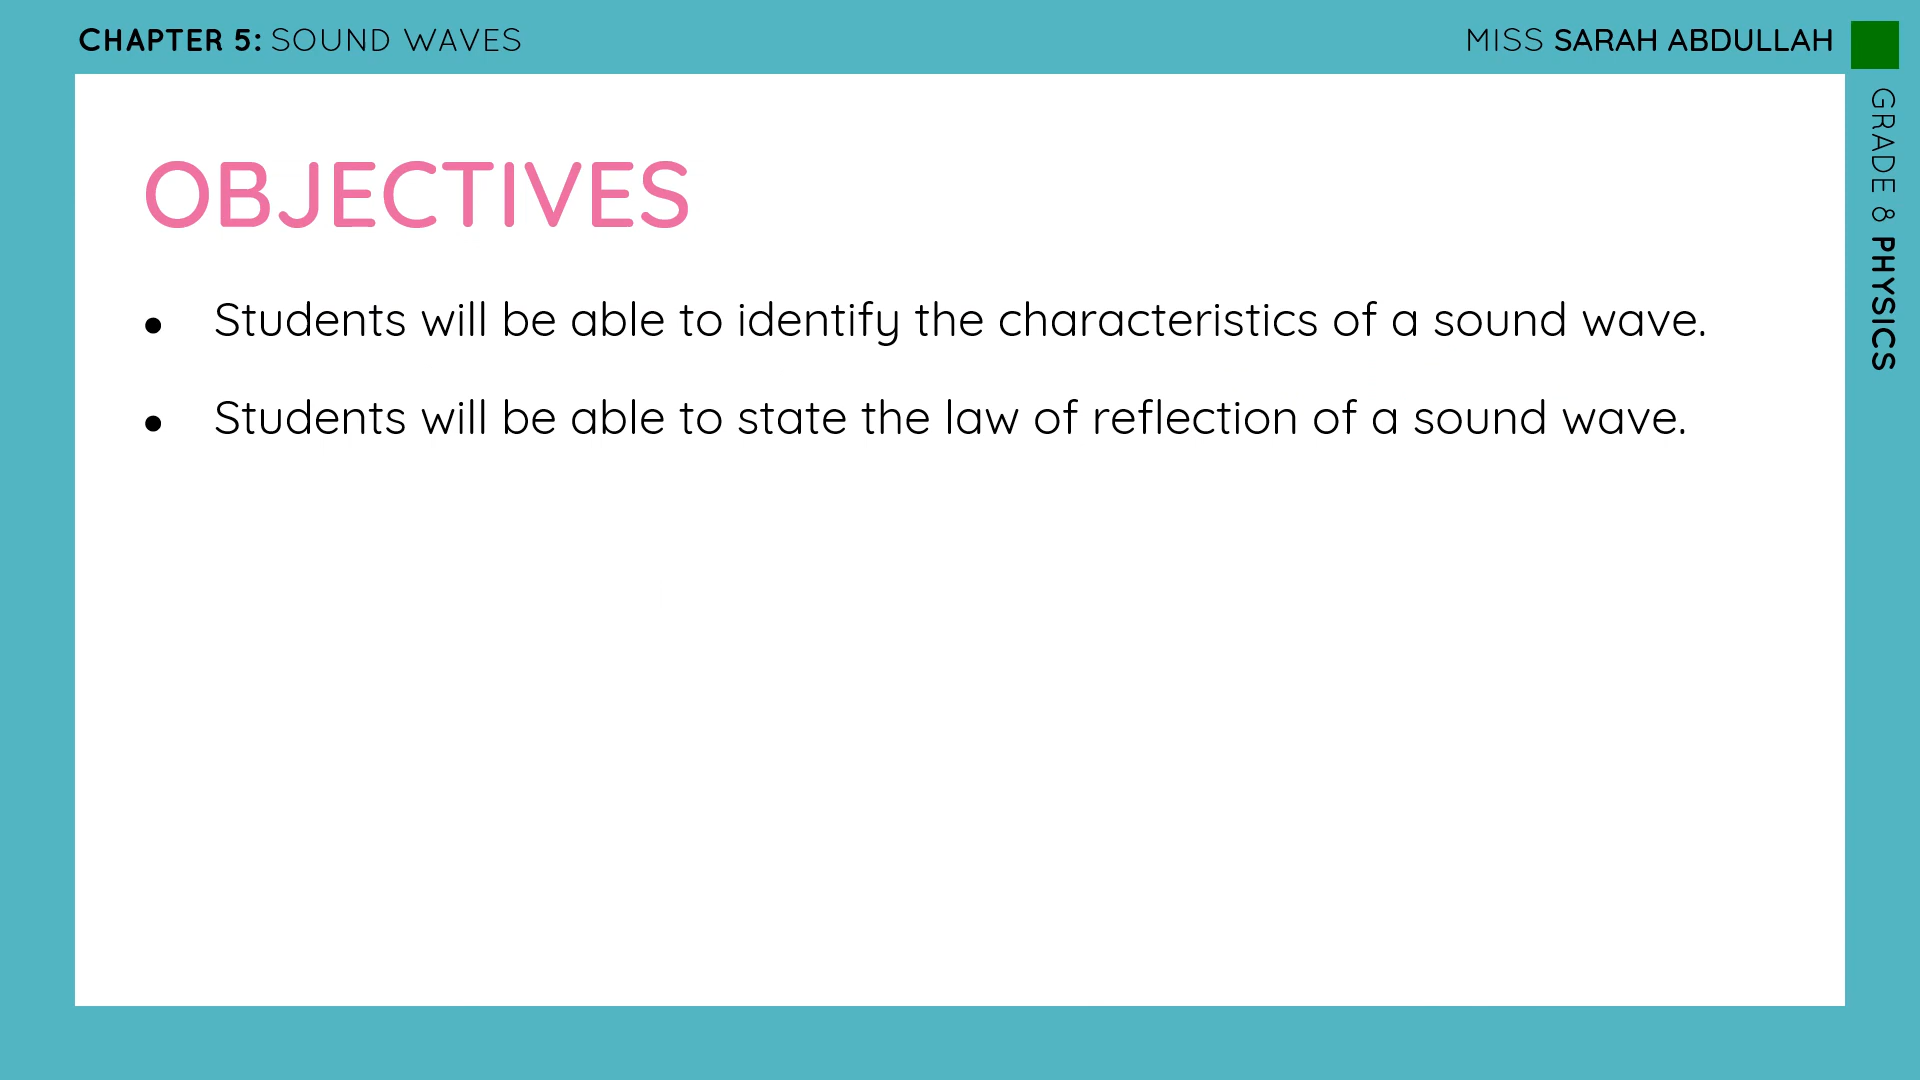 CHAPTER 5: SOUND WAVES
MISS SARAH ABDULLAH
GRADE 8 PHYSICS
OBJECTIVES
● Students will be able to identify the characteristics of a sound wave.
● Students will be able to state the law of reflection of a sound wave.